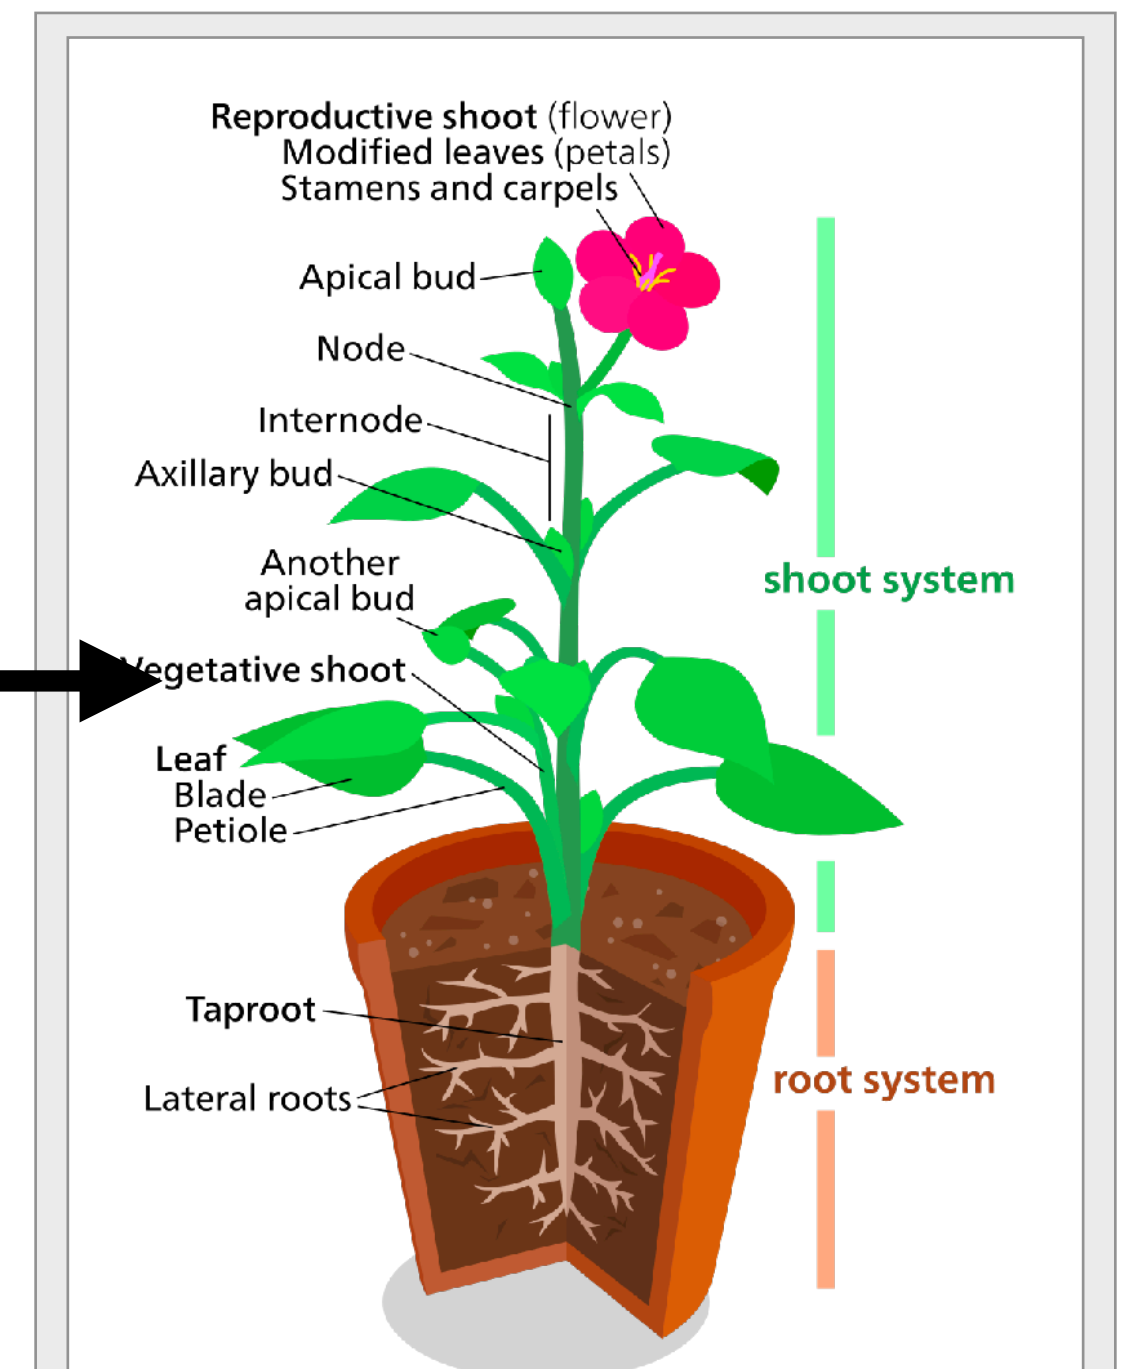 Reproductive shoot (flower)
Modified leaves (petals)
Stamens and carpels
Apical bud
Node
Internode
Axillary bud
Another
apical bud
shoot system
Vegetative shoot
Leaf
Blade
Petiole
Taproot
root system
Lateral roots